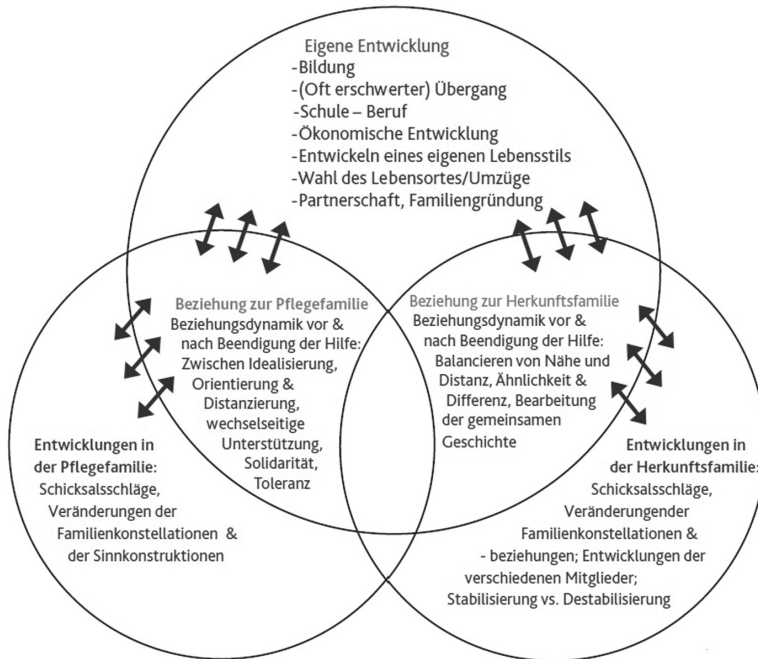 Eigene Entwicklung
-Bildung
-(Oft erschwerter) Übergang
-Schule – Beruf
-Ökonomische Entwicklung
-Entwickeln eines eigenen Lebensstils
-Wahl des Lebensortes/Umzüge
-Partnerschaft, Familiengründung
Beziehung zur Pflegefamilie
Beziehungsdynamik vor &
nach Beendigung der Hilfe:
Zwischen Idealisierung,
Orientierung &
Distanzierung,
wechselseitige
Unterstützung,
Solidarität,
Toleranz
Beziehung zur Herkunftsfamilie
Beziehungsdynamik vor &
nach Beendigung der Hilfe:
Balancieren von Nähe und
Distanz, Ähnlichkeit &
Differenz, Bearbeitung
der gemeinsamen
Geschichte
Entwicklungen in
der Pflegefamilie:
Schicksalsschläge,
Veränderungen der
Familienkonstellationen &
der Sinnkonstruktionen
Entwicklungen in
der Herkunftsfamilie:
Schicksalsschläge,
Veränderungender
Familienkonstellationen &
- beziehungen; Entwicklungen der
verschiedenen Mitglieder;
Stabilisierung vs. Destabilisierung